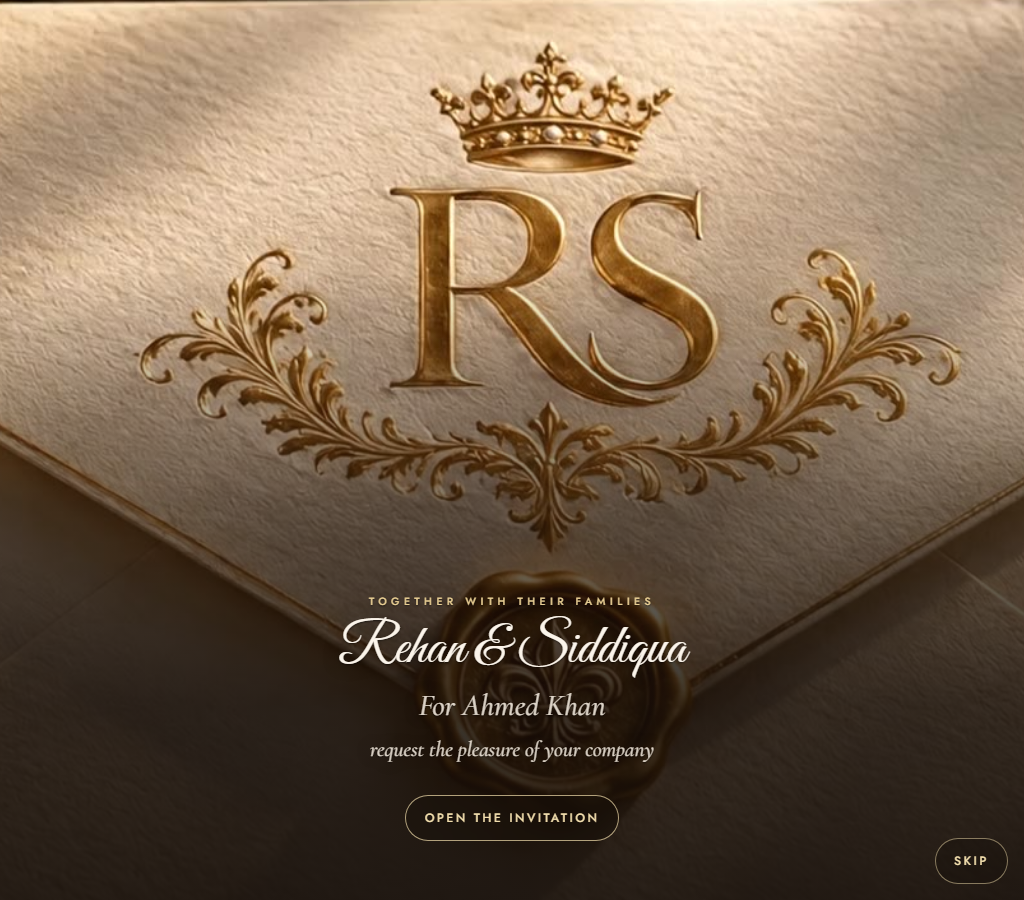 RS
TOGETHER WITH THEIR FAMILIES
Rehan & Siddiqua
For Ahmed Khan
request the pleasure of your company
OPEN THE INVITATION
SKIP